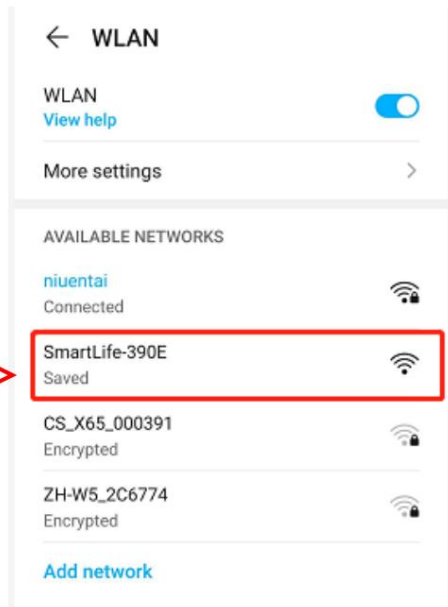 WLAN
WLAN
View help
More settings
AVAILABLE NETWORKS
niuentai
Connected
SmartLife-390E
Saved
CS_X65_000391
Encrypted
ZH-W5_2C6774
Encrypted
Add network